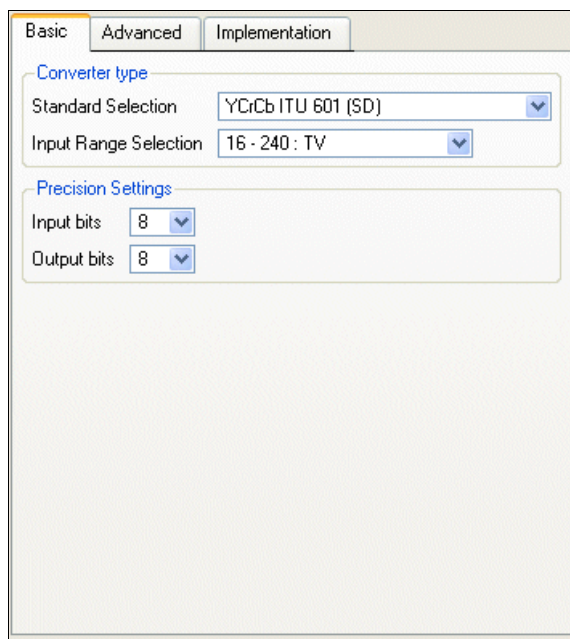 Basic Advanced Implementation
Converter type
Standard Selection YCrCb ITU 601 (SD)
Input Range Selection 16 - 240 : TV
Precision Settings
Input bits 8
Output bits 8